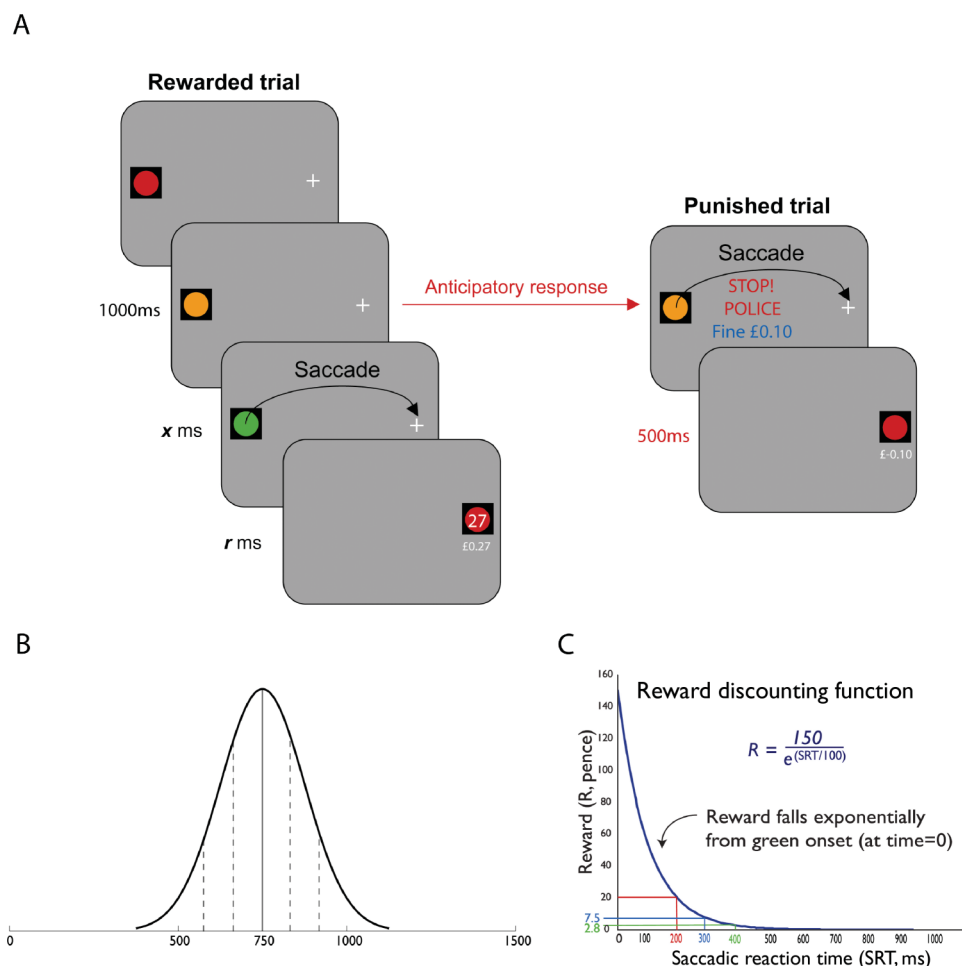 A
Rewarded trial
1000ms
Saccade
x ms
27
£0.27
r ms
Anticipatory response
Punished trial
Saccade
STOP!
POLICE
Fine £0.10
500ms
£-0.10
B
0
500
750
1000
1500
C
Reward discounting function
R = 150 / e^(SRT/100)
Reward falls exponentially
from green onset (at time=0)
Reward (R, pence)
160
140
120
100
80
60
40
20
7.5
2.8
0
0 100 200 300 400 500 600 700 800 900 1000
Saccadic reaction time (SRT, ms)